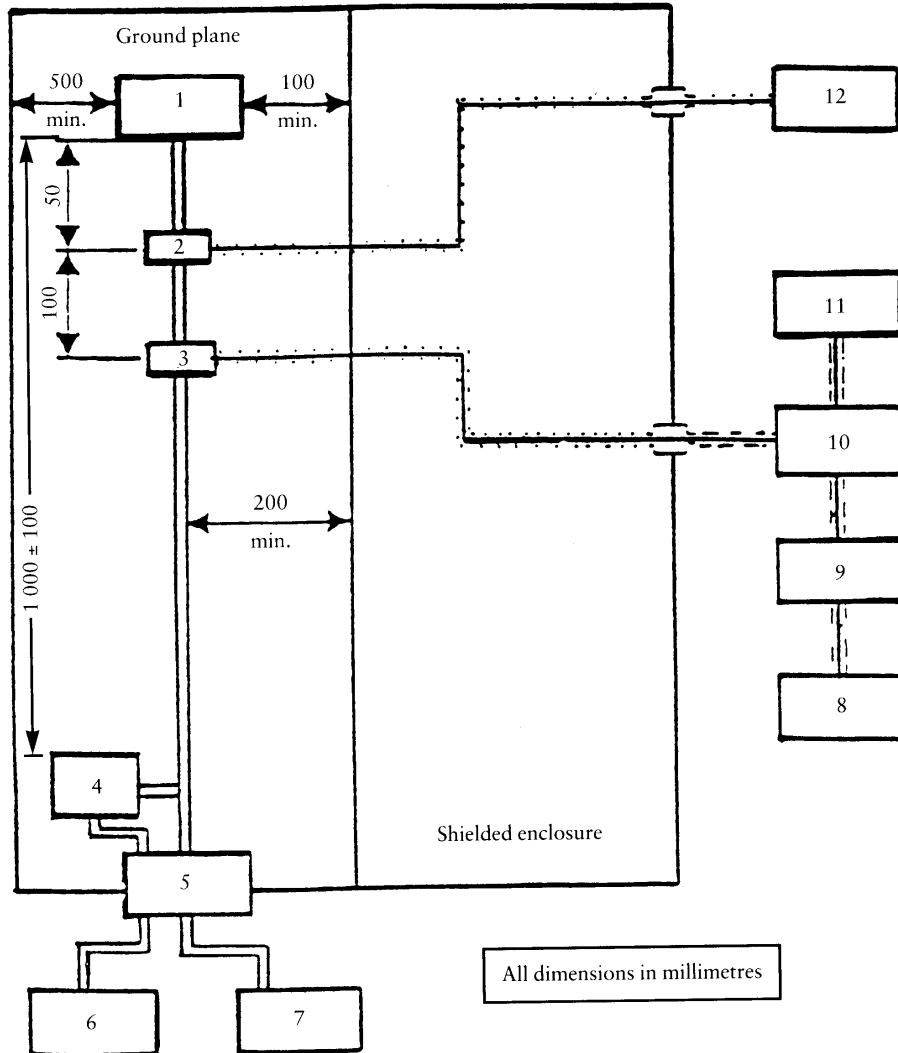 Ground plane
500
min.
1
100
min.
12
50
2
100
3
11
10
200
min.
1 000 ± 100
9
8
4
Shielded enclosure
5
All dimensions in millimetres
6
7